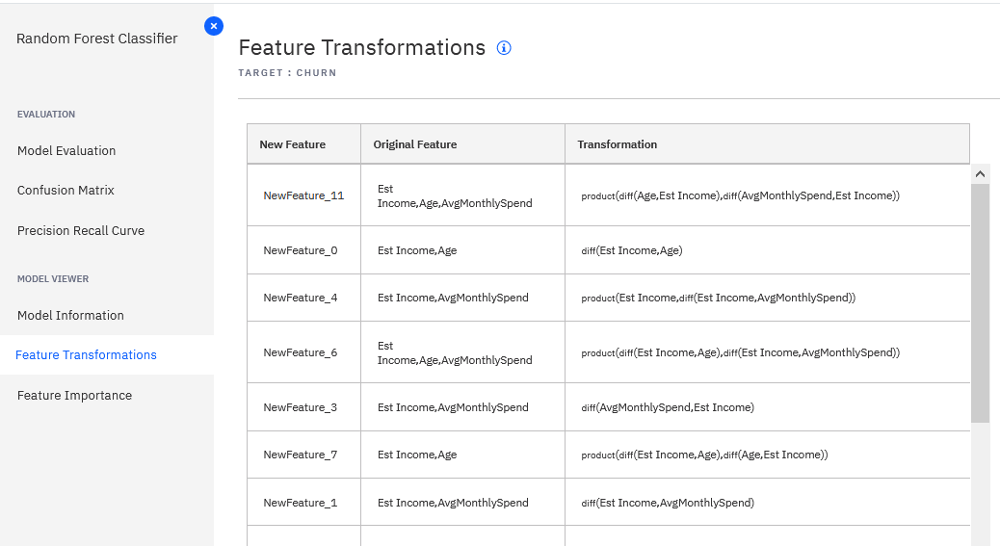 Random Forest Classifier
EVALUATION
Model Evaluation
Confusion Matrix
Precision Recall Curve
MODEL VIEWER
Model Information
Feature Transformations
Feature Importance
Feature Transformations
TARGET : CHURN
New Feature Original Feature Transformation
NewFeature_11 Est
Income,Age,AvgMonthlySpend product(diff(Age,Est Income),diff(AvgMonthlySpend,Est Income))
NewFeature_0 Est Income,Age diff(Est Income,Age)
NewFeature_4 Est Income,AvgMonthlySpend product(Est Income,diff(Est Income,AvgMonthlySpend))
NewFeature_6 Est
Income,Age,AvgMonthlySpend product(diff(Est Income,Age),diff(Est Income,AvgMonthlySpend))
NewFeature_3 Est Income,AvgMonthlySpend diff(AvgMonthlySpend,Est Income)
NewFeature_7 Est Income,Age product(diff(Est Income,Age),diff(Age,Est Income))
NewFeature_1 Est Income,AvgMonthlySpend diff(Est Income,AvgMonthlySpend)